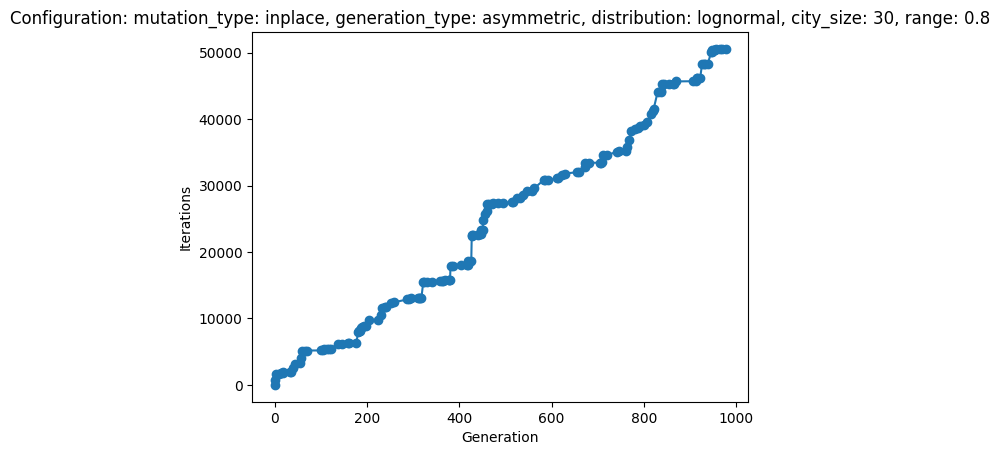 Configuration: mutation_type: inplace, generation_type: asymmetric, distribution: lognormal, city_size: 30, range: 0.8
50000
40000
30000
20000
10000
0
Iterations
0 200 400 600 800 1000
Generation